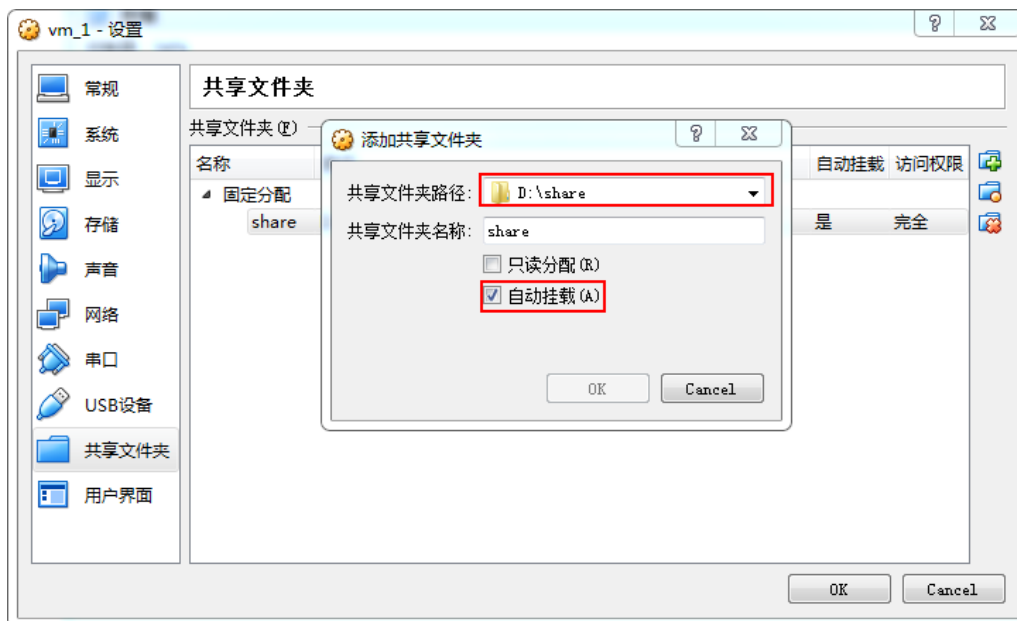 vm_1 - 设置
常规
系统
显示
存储
声音
网络
串口
USB设备
共享文件夹
用户界面
共享文件夹
共享文件夹(F)
名称
自动挂载 访问权限
固定分配
share
是 完全
添加共享文件夹
共享文件夹路径: D:\share
共享文件夹名称: share
只读分配(R)
自动挂载(A)
OK Cancel
OK Cancel